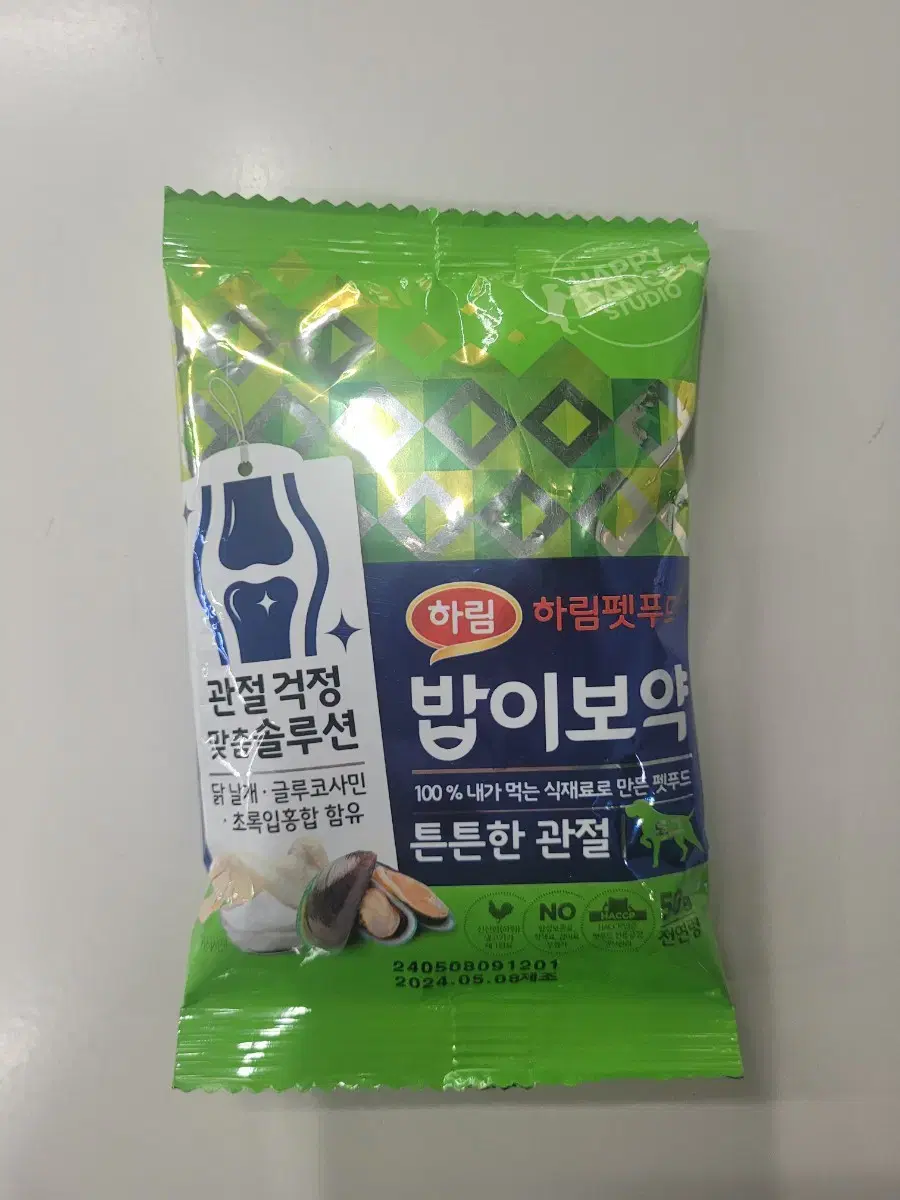 HAPPY
DANCE
STUDIO
하림
하림펫푸드
밥이보약
100 % 내가 먹는 식재료로 만든 펫푸드
튼튼한 관절
관절 걱정
맞춤솔루션
닭 날개 · 글루코사민
· 초록입홍합 함유
NO
HACCP
50g
전연령
240508091201
2024.05.08제조